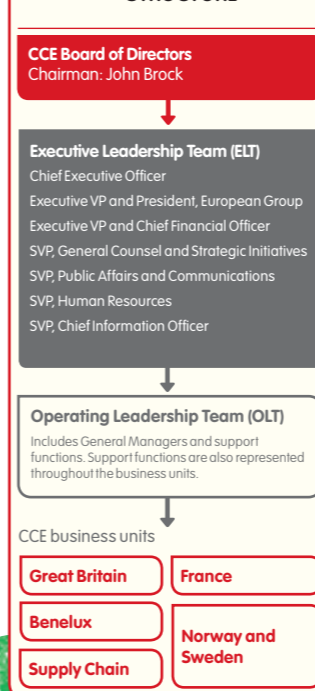 CCE Board of Directors
Chairman: John Brock
Executive Leadership Team (ELT)
Chief Executive Officer
Executive VP and President, European Group
Executive VP and Chief Financial Officer
SVP, General Counsel and Strategic Initiatives
SVP, Public Affairs and Communications
SVP, Human Resources
SVP, Chief Information Officer
Operating Leadership Team (OLT)
Includes General Managers and support
functions. Support functions are also represented
throughout the business units.
CCE business units
Great Britain
France
Benelux
Norway and
Sweden
Supply Chain